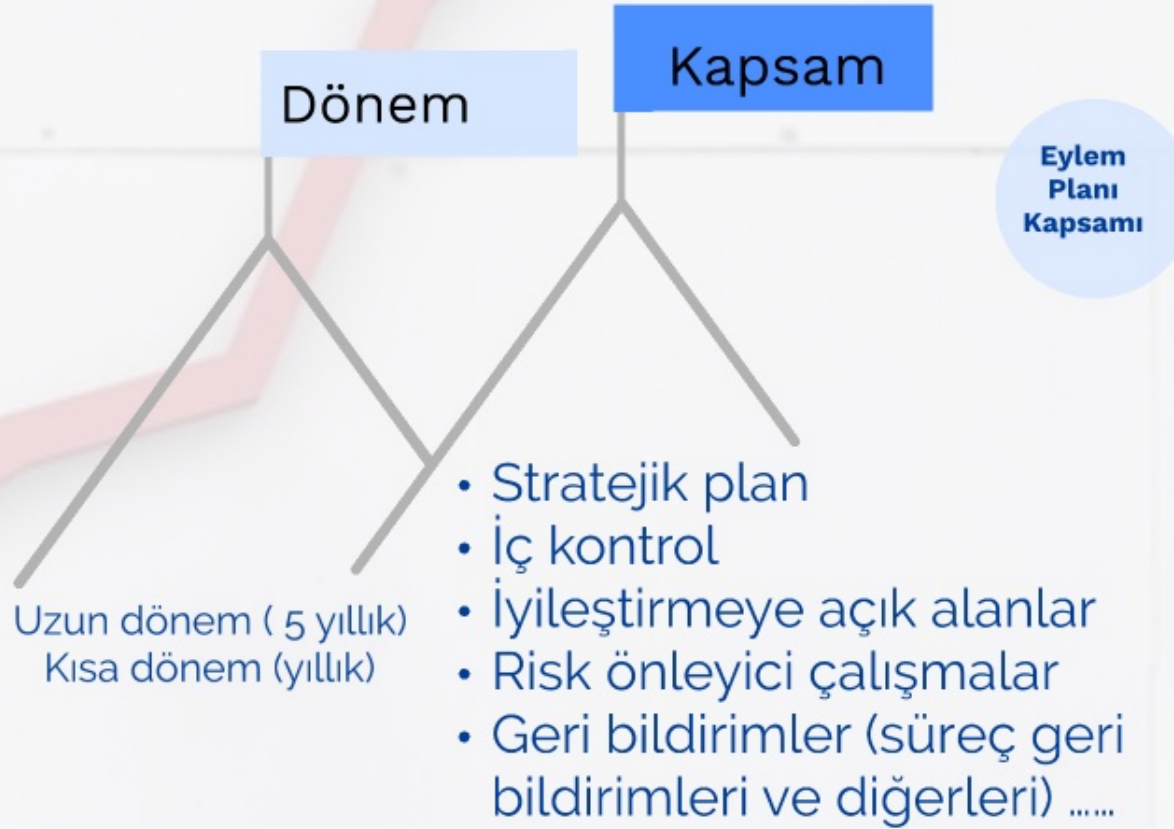 Dönem
Kapsam
Eylem
Planı
Kapsamı
Uzun dönem ( 5 yıllık)
Kısa dönem (yıllık)
• Stratejik plan
• İç kontrol
• İyileştirmeye açık alanlar
• Risk önleyici çalışmalar
• Geri bildirimler (süreç geri
bildirimleri ve diğerleri) ......